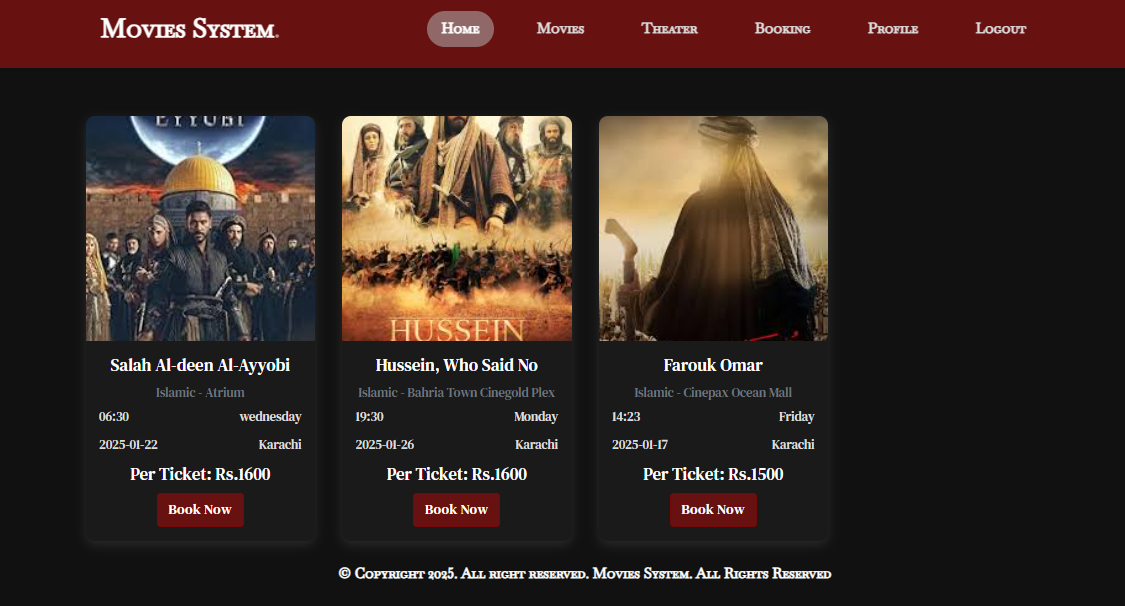 Movies System.
Home Movies Theater Booking Profile Logout
EYYUBI
HUSSEIN
Salah Al-deen Al-Ayyobi
Islamic - Atrium
06:30 wednesday
2025-01-22 Karachi
Per Ticket: Rs.1600
Book Now
Hussein, Who Said No
Islamic - Bahria Town Cinegold Plex
19:30 Monday
2025-01-26 Karachi
Per Ticket: Rs.1600
Book Now
Farouk Omar
Islamic - Cinepax Ocean Mall
14:23 Friday
2025-01-17 Karachi
Per Ticket: Rs.1500
Book Now
© Copyright 2025. All right reserved. Movies System. All Rights Reserved